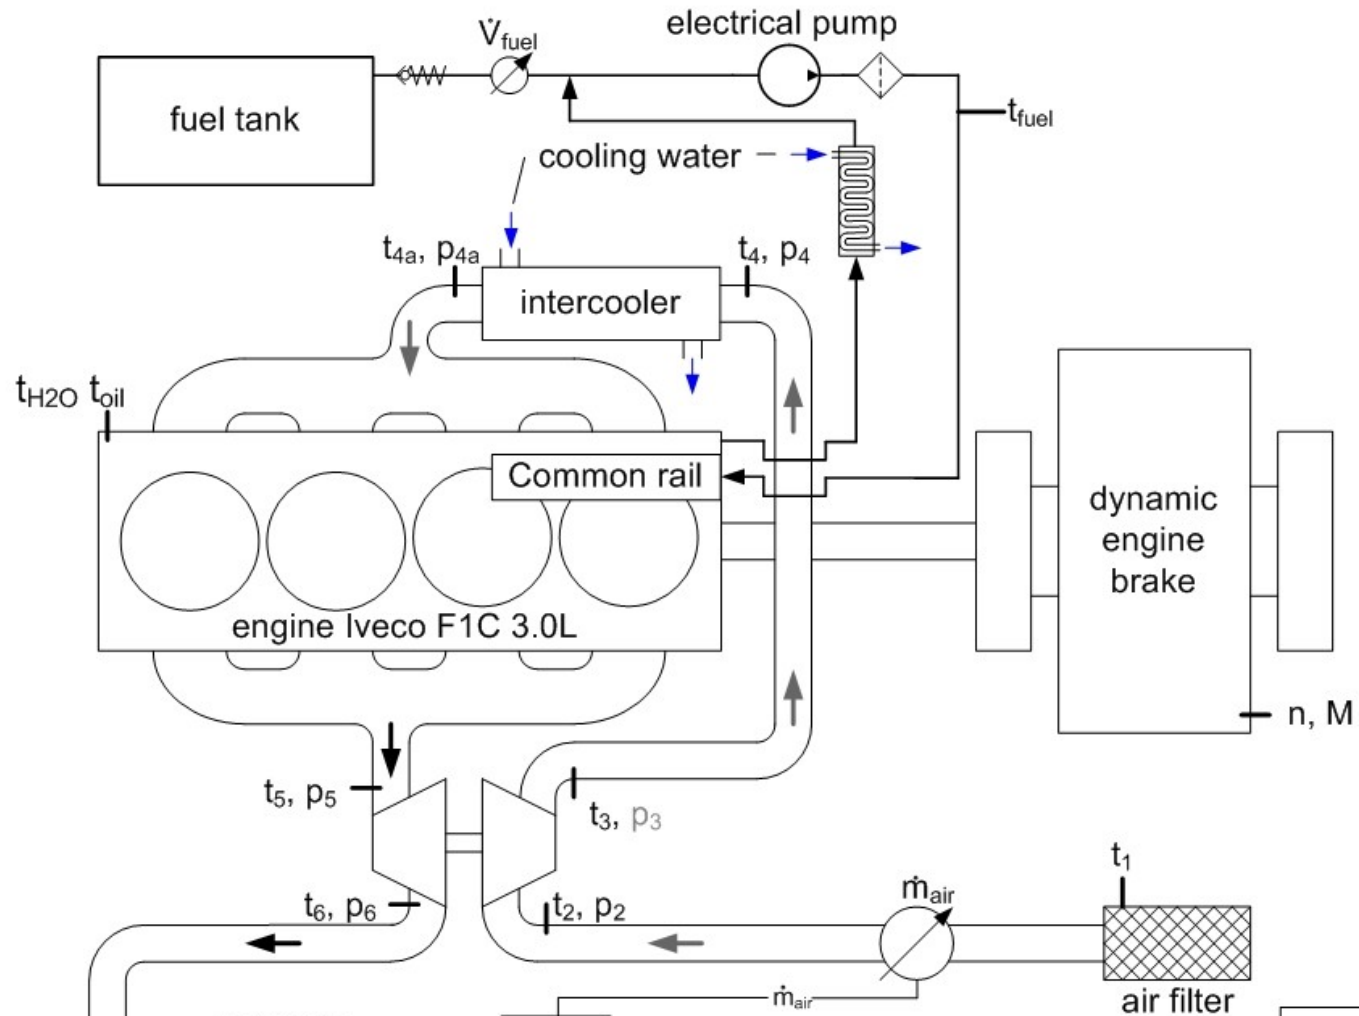 electrical pump
V̇fuel
fuel tank
tfuel
cooling water
t4a, p4a
t4, p4
intercooler
tH2O toil
Common rail
dynamic
engine
brake
engine Iveco F1C 3.0L
n, M
t5, p5
t3, p3
t1
ṁair
t6, p6
t2, p2
ṁair
air filter